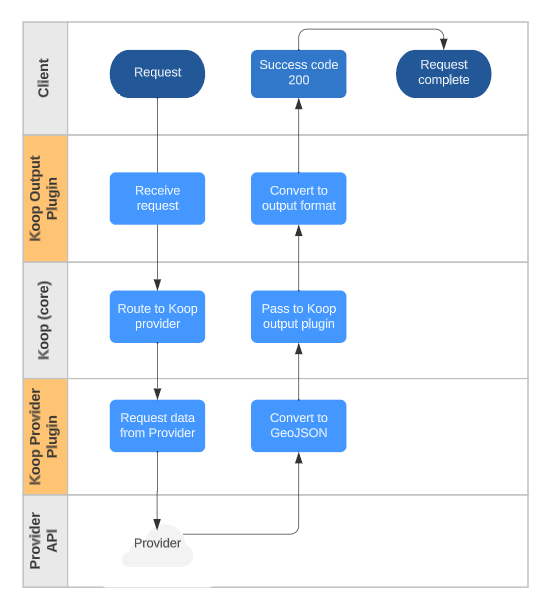 Client
Request
Success code
200
Request
complete
Koop Output
Plugin
Receive
request
Convert to
output format
Koop (core)
Route to Koop
provider
Pass to Koop
output plugin
Koop Provider
Plugin
Request data
from Provider
Convert to
GeoJSON
Provider
API
Provider